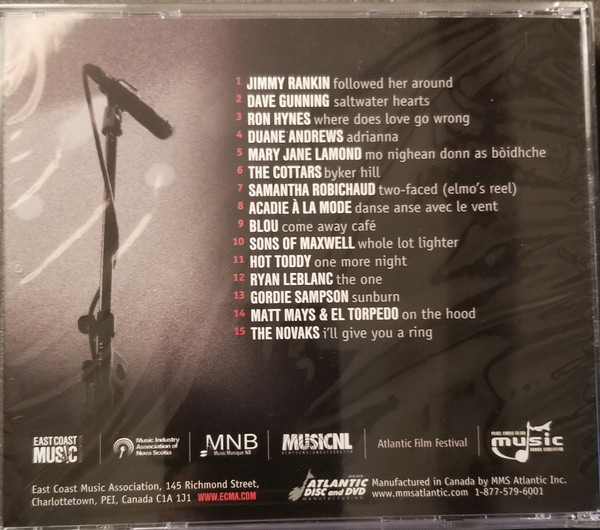 1 JIMMY RANKIN followed her around
2 DAVE GUNNING saltwater hearts
3 RON HYNES where does love go wrong
4 DUANE ANDREWS adrianna
5 MARY JANE LAMOND mo nighean donn as bòidhche
6 THE COTTARS byker hill
7 SAMANTHA ROBICHAUD two-faced (elmo's reel)
8 ACADIE À LA MODE danse anse avec le vent
9 BLOU come away café
10 SONS OF MAXWELL whole lot lighter
11 HOT TODDY one more night
12 RYAN LEBLANC the one
13 GORDIE SAMPSON sunburn
14 MATT MAYS & EL TORPEDO on the hood
15 THE NOVAKS i'll give you a ring
EAST COAST
MUSIC
Music Industry
Association of
Nova Scotia
MNB
Music/Musique NB
MUSICNL
NEWFOUNDLAND&LABRADOR
Atlantic Film Festival
music
East Coast Music Association, 145 Richmond Street,
Charlottetown, PEI, Canada C1A 1J1 WWW.ECMA.COM
ATLANTIC
DISC and DVD
MANUFACTURING
Manufactured in Canada by MMS Atlantic Inc.
www.mmsatlantic.com 1-877-579-6001